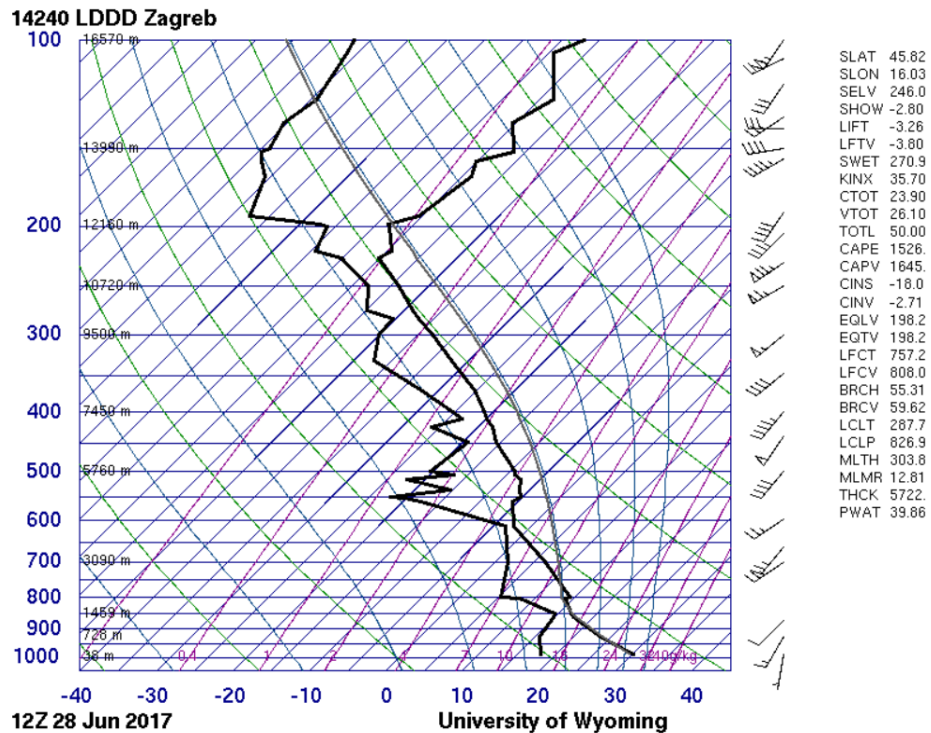 14240 LDDD Zagreb
100
16570 m
13990 m
200
12160 m
10720 m
300
9500 m
400
7450 m
500
5760 m
600
700
3090 m
800
1459 m
900
728 m
1000
38 m
0.1
1
2
4
7
10
16
24
32
40g/kg
-40
-30
-20
-10
0
10
20
30
40
12Z 28 Jun 2017
University of Wyoming
SLAT 45.82
SLON 16.03
SELV 246.0
SHOW -2.80
LIFT -3.26
LFTV -3.80
SWET 270.9
KINX 35.70
CTOT 23.90
VTOT 26.10
TOTL 50.00
CAPE 1526.
CAPV 1645.
CINS -18.0
CINV -2.71
EQLV 198.2
EQTV 198.2
LFCT 757.2
LFCV 808.0
BRCH 55.31
BRCV 59.62
LCLT 287.7
LCLP 826.9
MLTH 303.8
MLMR 12.81
THCK 5722.
PWAT 39.86